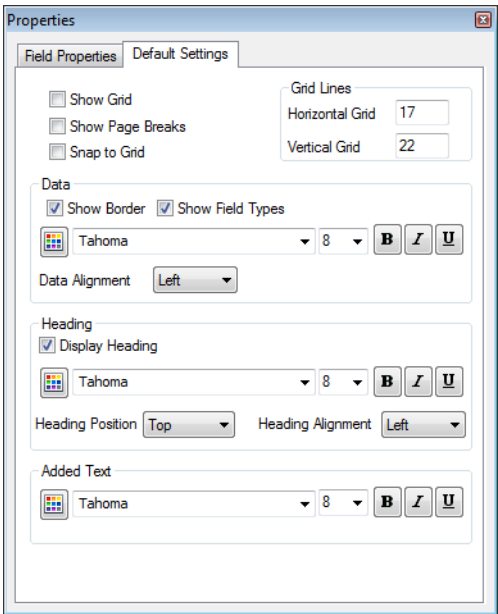 Properties
Field Properties Default Settings
Show Grid
Show Page Breaks
Snap to Grid
Grid Lines
Horizontal Grid 17
Vertical Grid 22
Data
Show Border Show Field Types
Tahoma 8 B I U
Data Alignment Left
Heading
Display Heading
Tahoma 8 B I U
Heading Position Top Heading Alignment Left
Added Text
Tahoma 8 B I U